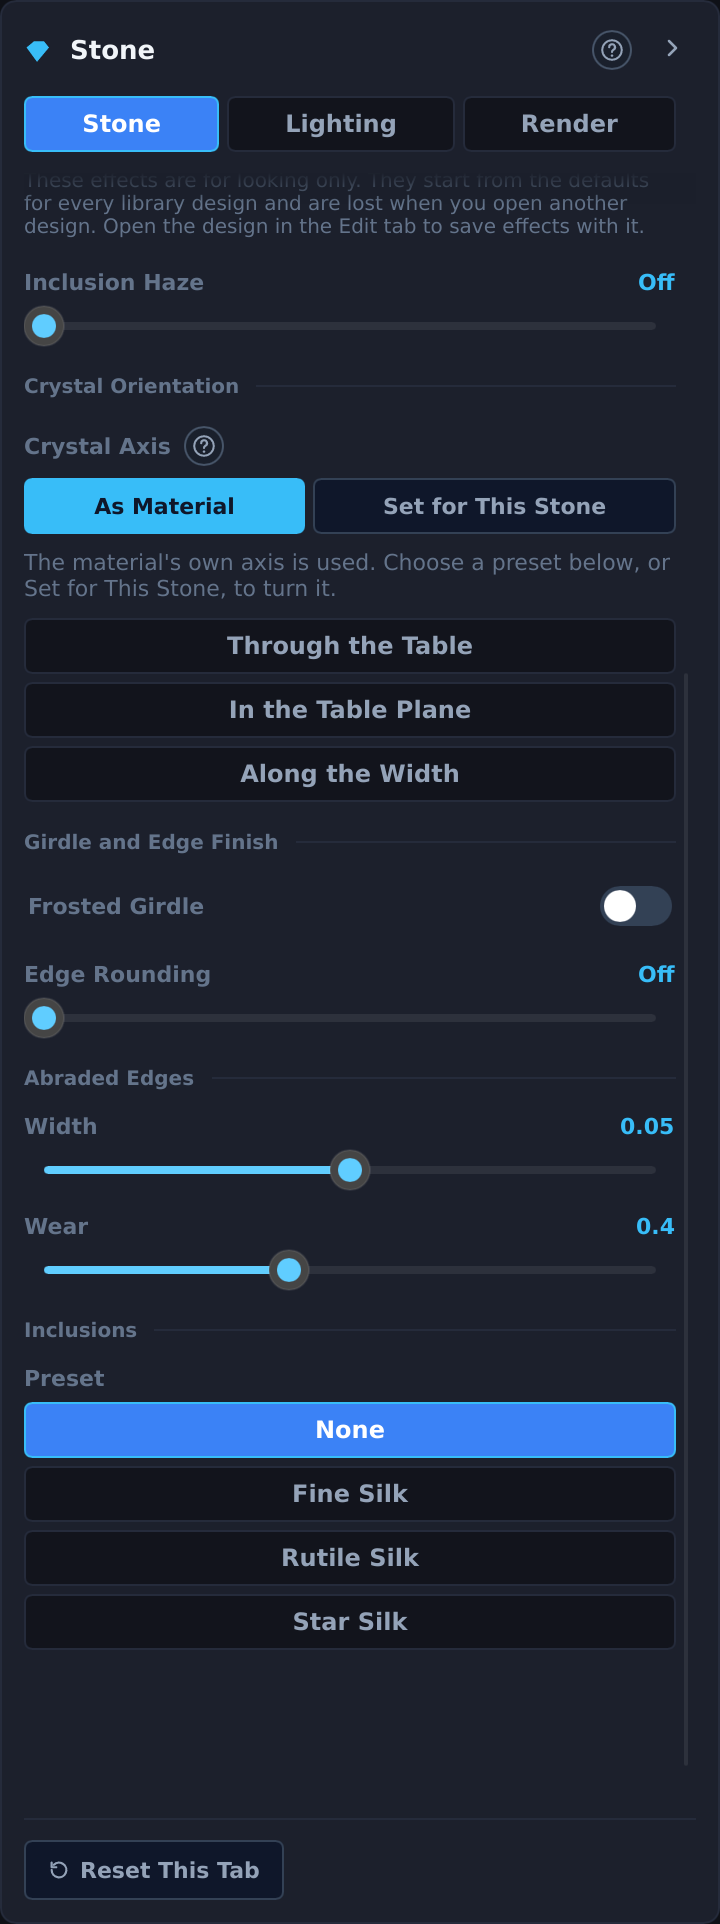 Stone
Stone
Lighting
Render
These effects are for looking only. They start from the defaults
for every library design and are lost when you open another
design. Open the design in the Edit tab to save effects with it.
Inclusion Haze
Off
Crystal Orientation
Crystal Axis
As Material
Set for This Stone
The material's own axis is used. Choose a preset below, or
Set for This Stone, to turn it.
Through the Table
In the Table Plane
Along the Width
Girdle and Edge Finish
Frosted Girdle
Edge Rounding
Off
Abraded Edges
Width
0.05
Wear
0.4
Inclusions
Preset
None
Fine Silk
Rutile Silk
Star Silk
Reset This Tab